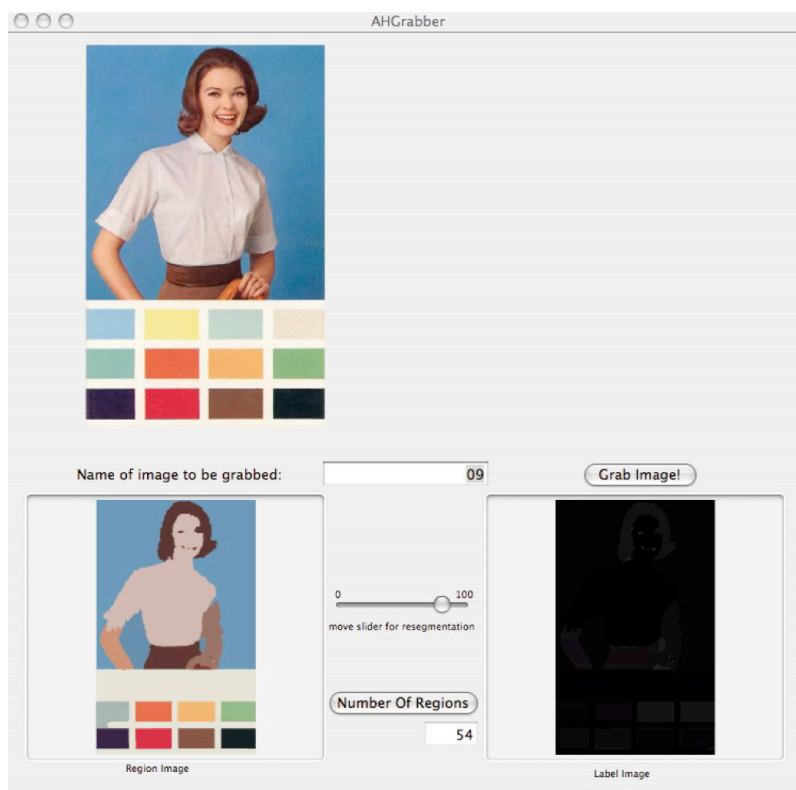 AHGrabber
Name of image to be grabbed:
09
Grab Image!
0
100
move slider for resegmentation
Number Of Regions
54
Region Image
Label Image